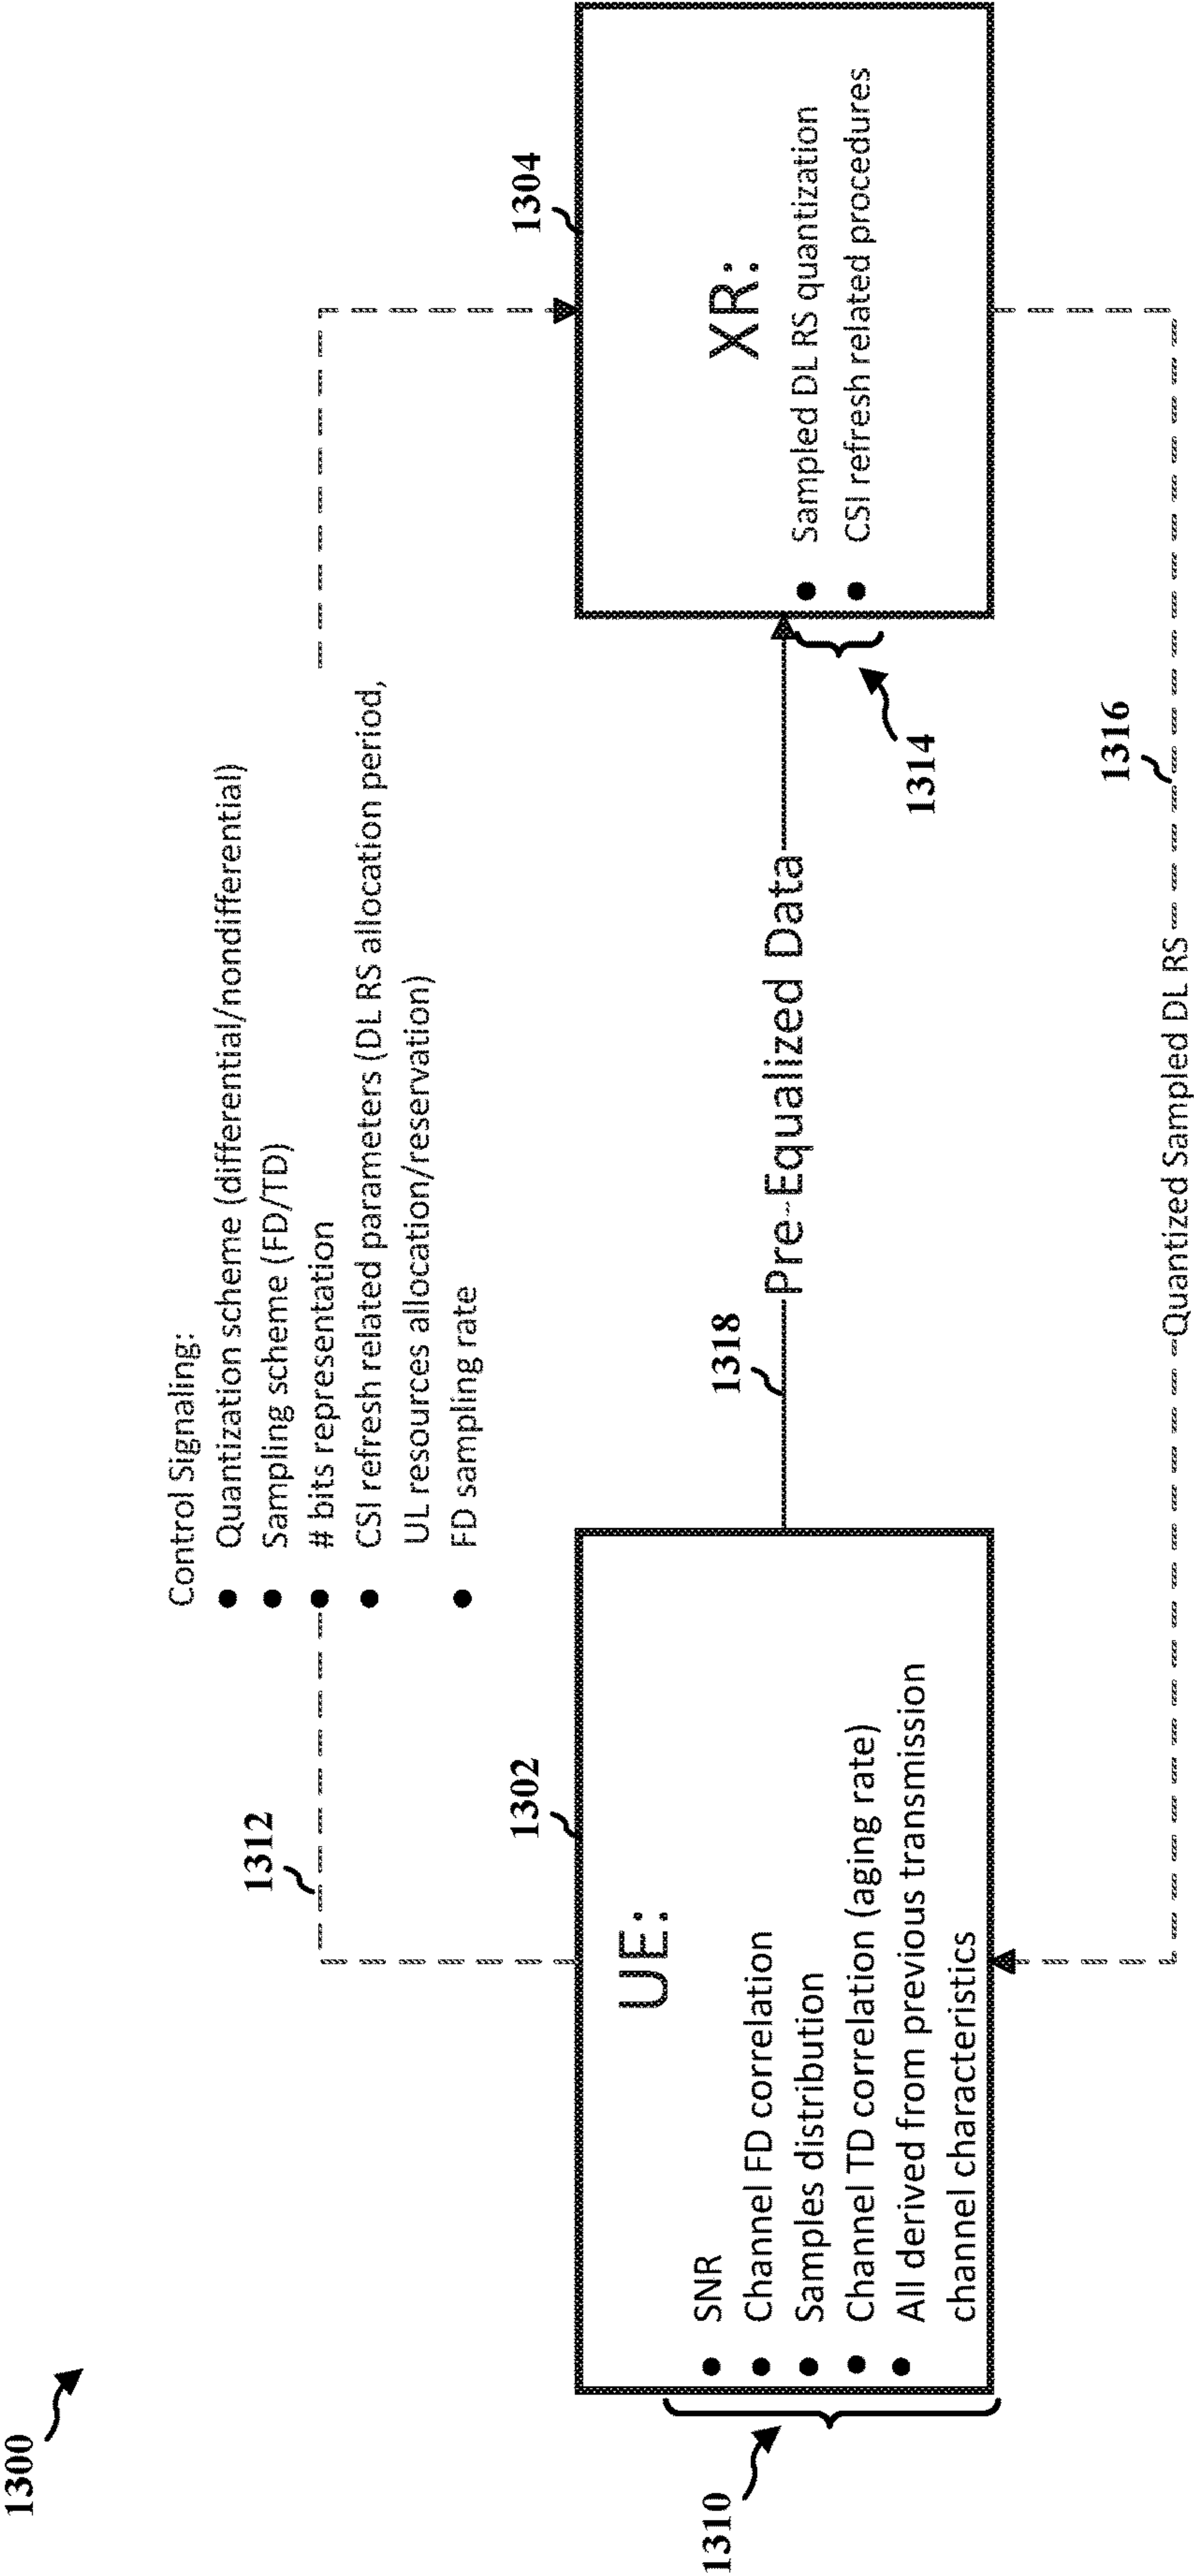 1300
Control Signaling:
● Quantization scheme (differential/nondifferential)
● Sampling scheme (FD/TD)
● # bits representation
● CSI refresh related parameters (DL RS allocation period,
UL resources allocation/reservation)
● FD sampling rate
1312
1302
1304
UE:
● SNR
● Channel FD correlation
● Samples distribution
● Channel TD correlation (aging rate)
● All derived from previous transmission
channel characteristics
1310
1318
Pre-Equalized Data
XR:
● Sampled DL RS quantization
● CSI refresh related procedures
1314
1316
Quantized Sampled DL RS